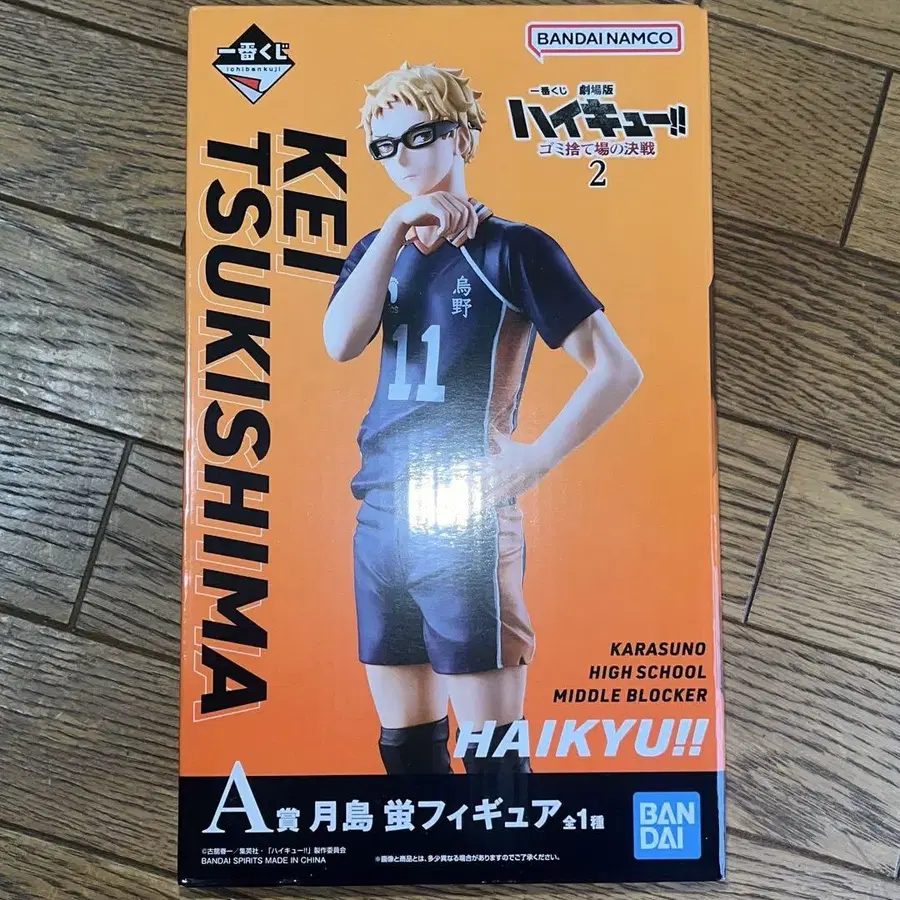 一番くじ
ichibankuji
BANDAI NAMCO
一番くじ 劇場版
ハイキュー!!
ゴミ捨て場の決戦
2
KEI
TSUKISHIMA
烏野
11
KARASUNO
HIGH SCHOOL
MIDDLE BLOCKER
HAIKYU!!
A賞 月島 蛍フィギュア 全1種
©古舘春一/集英社・「ハイキュー!!」製作委員会
BANDAI SPIRITS MADE IN CHINA
※画像と商品とは、多少異なる場合がありますのでご了承ください。
BAN
DAI